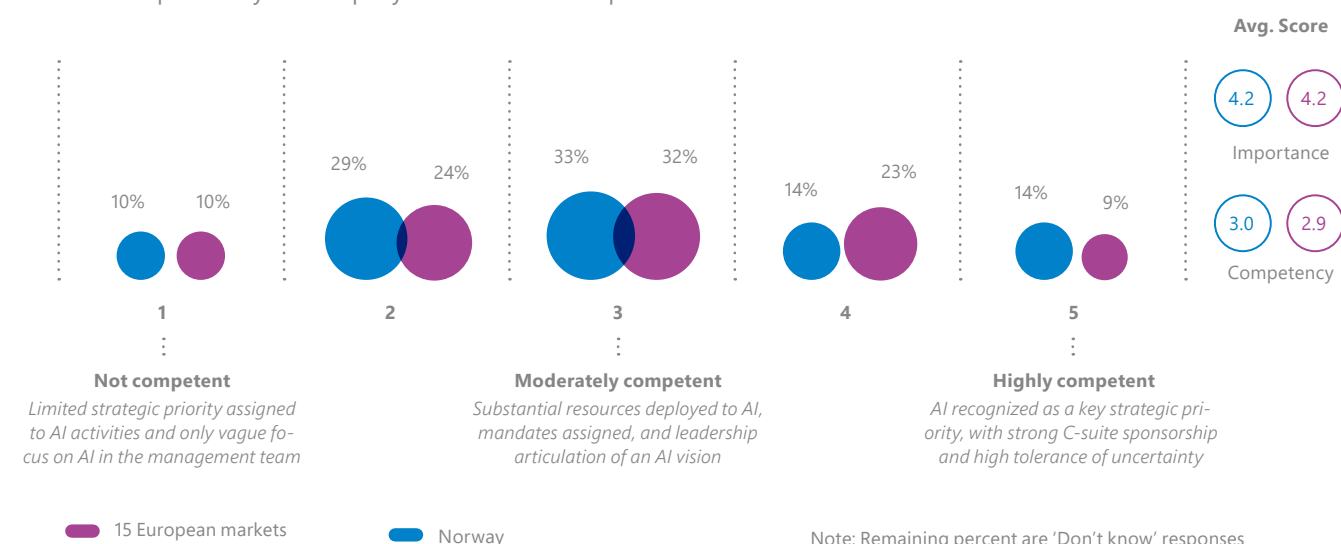 Avg. Score
4.2 4.2
Importance
3.0 2.9
Competency
10% 10%
29% 24%
33% 32%
14% 23%
14% 9%
1 2 3 4 5
Not competent
Limited strategic priority assigned
to AI activities and only vague fo-
cus on AI in the management team
Moderately competent
Substantial resources deployed to AI,
mandates assigned, and leadership
articulation of an AI vision
Highly competent
AI recognized as a key strategic pri-
ority, with strong C-suite sponsorship
and high tolerance of uncertainty
15 European markets
Norway
Note: Remaining percent are ‘Don’t know’ responses